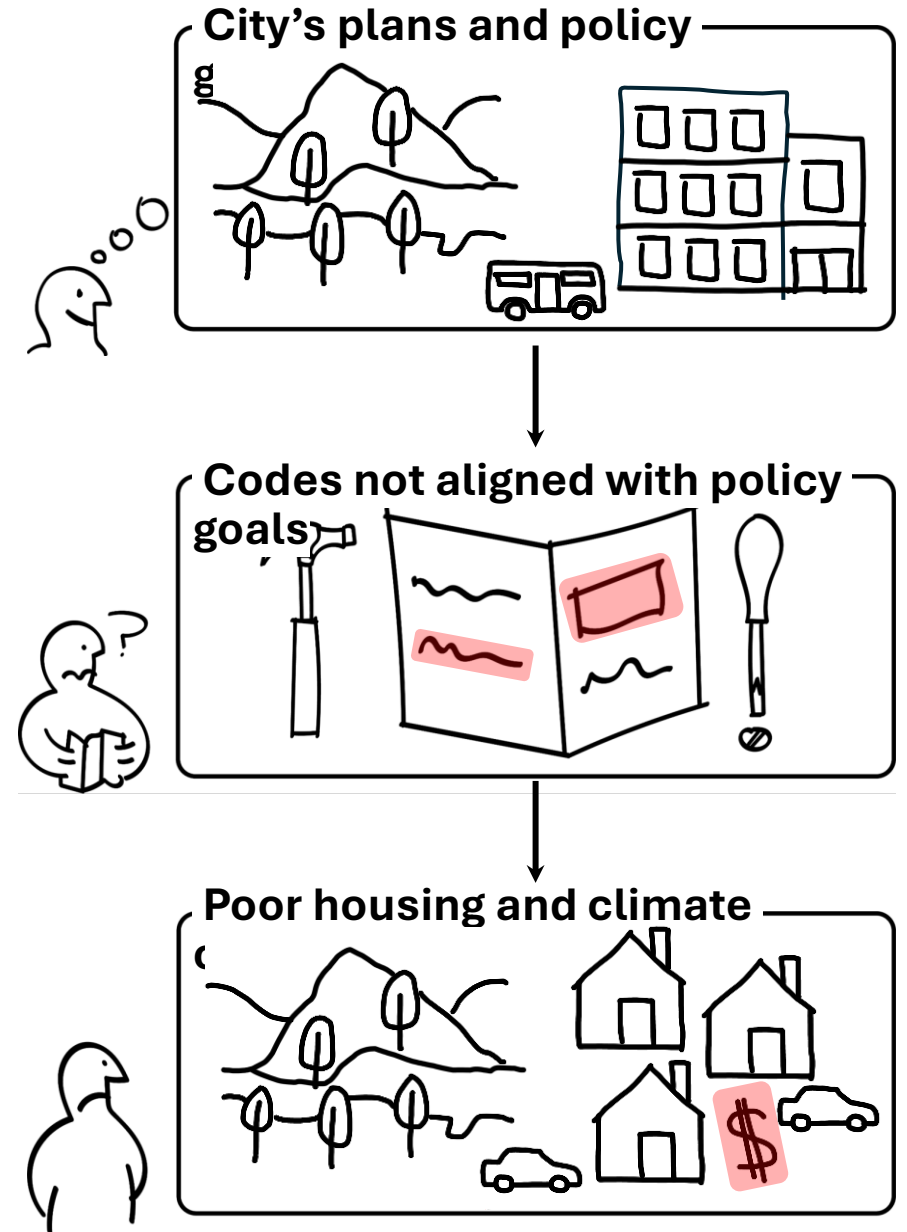 City’s plans and policy
g
Codes not aligned with policy
goals
?
Poor housing and climate
$